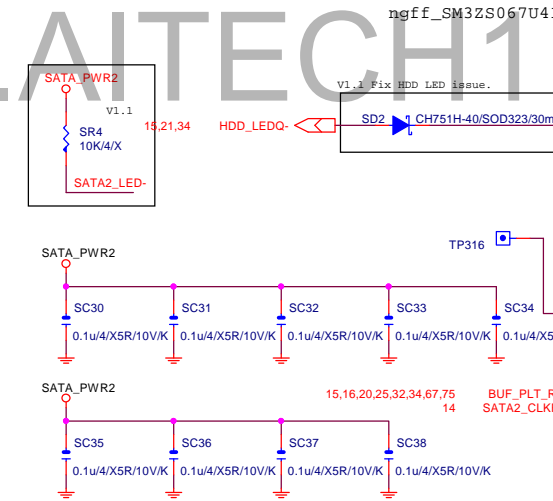 ngff_SM3ZS067U4
LAITECH1
V1.1 Fix HDD LED issue.
SATA_PWR2
V1.1
SR4
10K/4/X
SATA2_LED-
15,21,34
HDD_LEDQ-
SD2
CH751H-40/SOD323/30m
TP316
SATA_PWR2
SC30
0.1u/4/X5R/10V/K
SC31
0.1u/4/X5R/10V/K
SC32
0.1u/4/X5R/10V/K
SC33
0.1u/4/X5R/10V/K
SC34
0.1u/4/X5
SATA_PWR2
15,16,20,25,32,34,67,75
BUF_PLT_R
14
SATA2_CLK
SC35
0.1u/4/X5R/10V/K
SC36
0.1u/4/X5R/10V/K
SC37
0.1u/4/X5R/10V/K
SC38
0.1u/4/X5R/10V/K